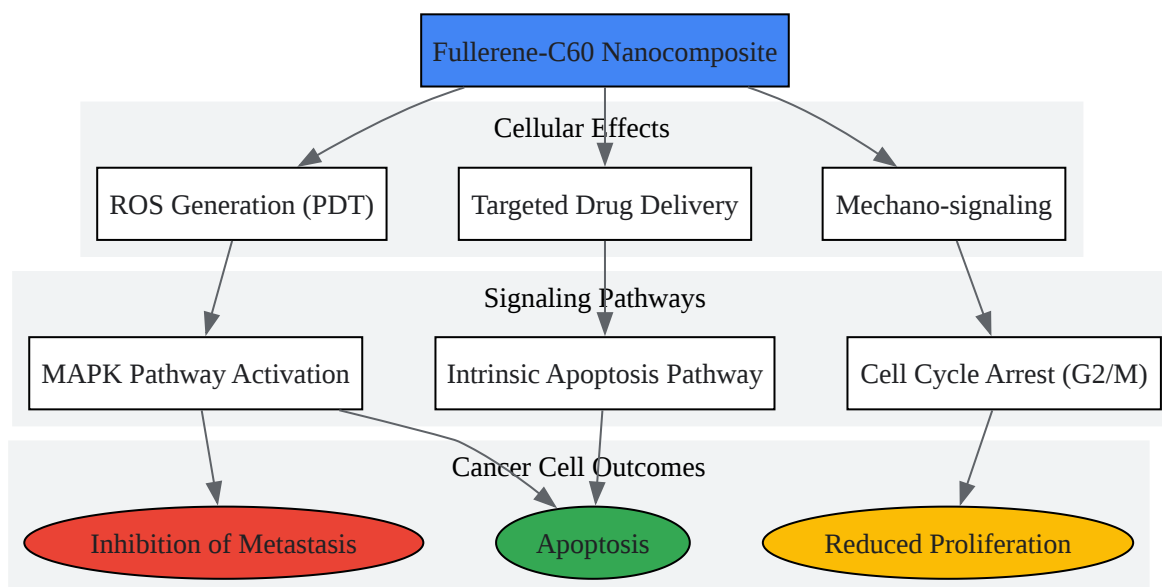 Fullerene-C60 Nanocomposite
Cellular Effects
ROS Generation (PDT)
Targeted Drug Delivery
Mechano-signaling
Signaling Pathways
MAPK Pathway Activation
Intrinsic Apoptosis Pathway
Cell Cycle Arrest (G2/M)
Cancer Cell Outcomes
Inhibition of Metastasis
Apoptosis
Reduced Proliferation